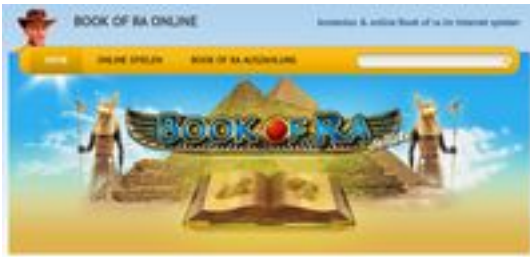 BOOK OF RA ONLINE
kostenlos & online Book of ra im Internet spielen
HOME
ONLINE SPIELEN
BOOK OF RA AUSZAHLUNG
BOOK OF RA